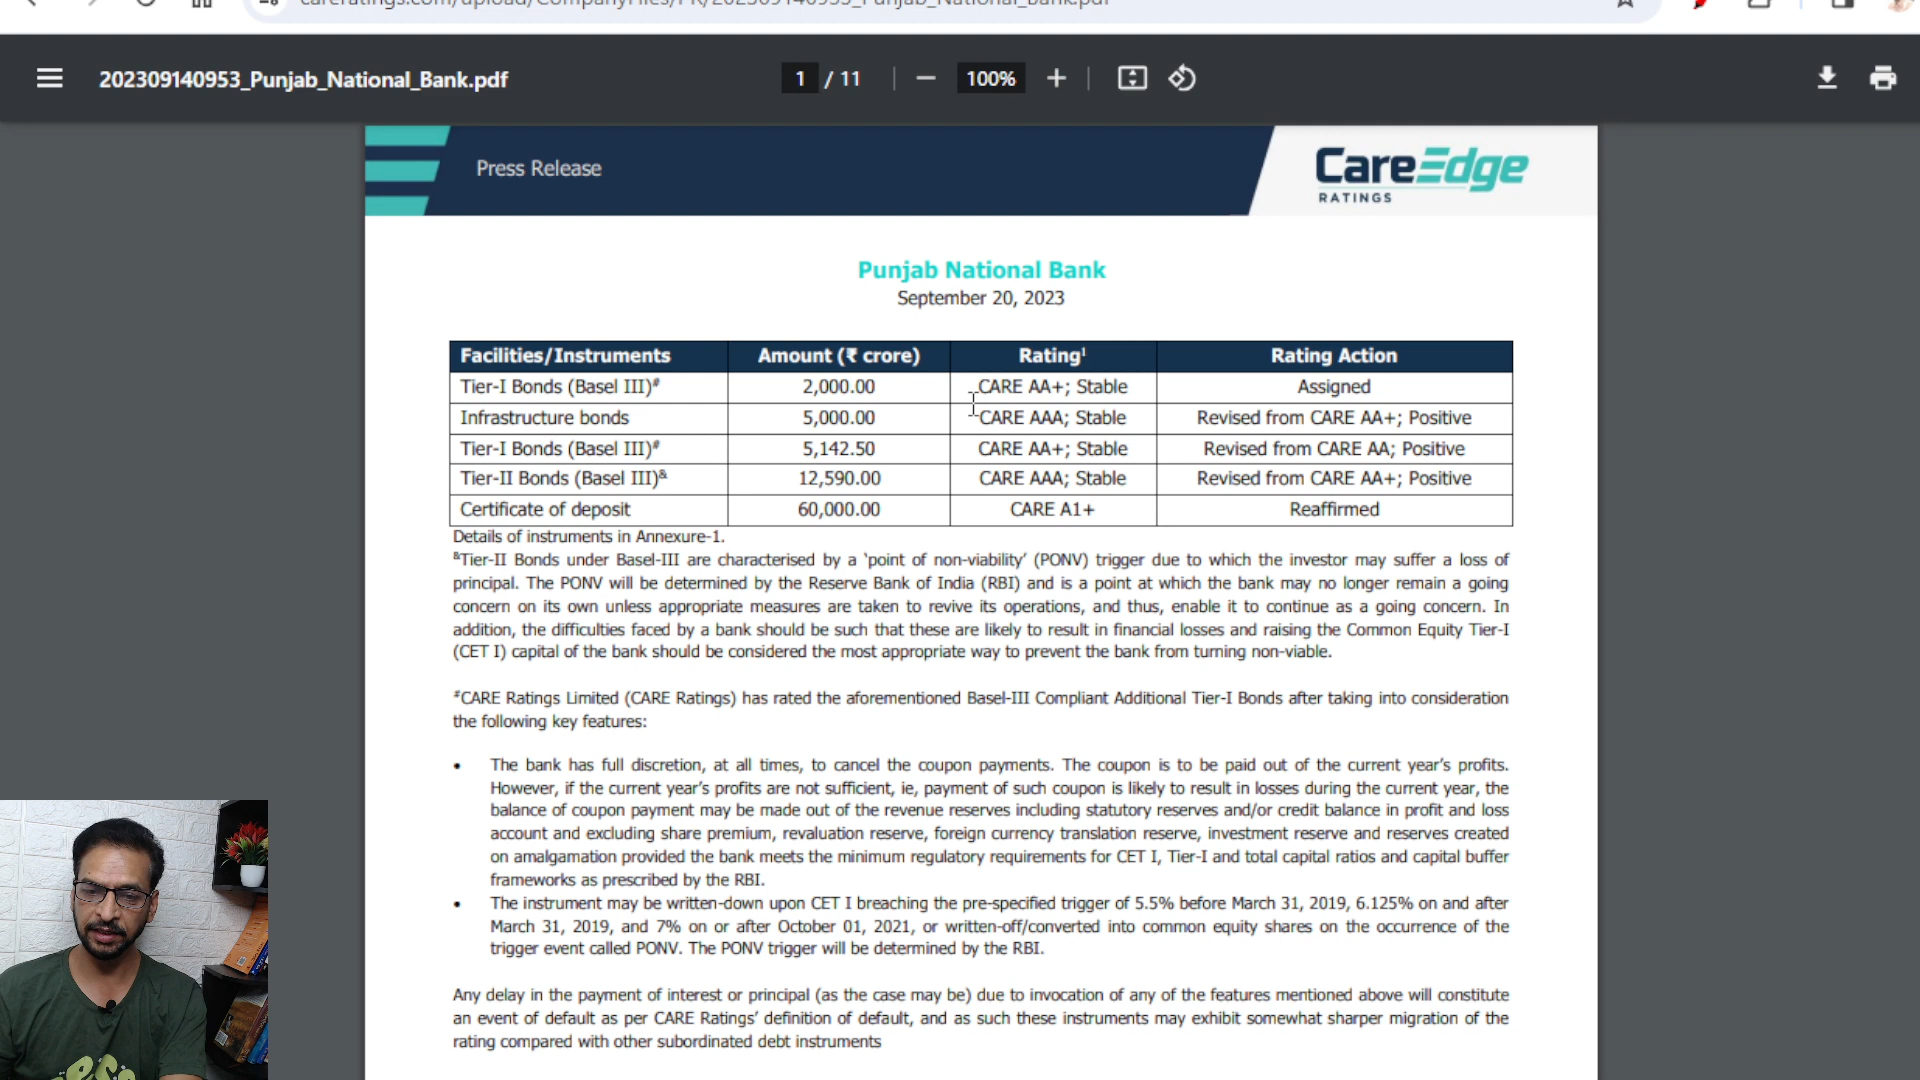 careratings.com/upload/CompanyFiles/PR/202309140953_Punjab_National_Bank.pdf
202309140953_Punjab_National_Bank.pdf
1 / 11
100%
Press Release
CareEdge
RATINGS
Punjab National Bank
September 20, 2023
Facilities/Instruments Amount (₹ crore) Rating¹ Rating Action
Tier-I Bonds (Basel III)# 2,000.00 CARE AA+; Stable Assigned
Infrastructure bonds 5,000.00 CARE AAA; Stable Revised from CARE AA+; Positive
Tier-I Bonds (Basel III)# 5,142.50 CARE AA+; Stable Revised from CARE AA; Positive
Tier-II Bonds (Basel III)& 12,590.00 CARE AAA; Stable Revised from CARE AA+; Positive
Certificate of deposit 60,000.00 CARE A1+ Reaffirmed
Details of instruments in Annexure-1.
&Tier-II Bonds under Basel-III are characterised by a 'point of non-viability' (PONV) trigger due to which the investor may suffer a loss of
principal. The PONV will be determined by the Reserve Bank of India (RBI) and is a point at which the bank may no longer remain a going
concern on its own unless appropriate measures are taken to revive its operations, and thus, enable it to continue as a going concern. In
addition, the difficulties faced by a bank should be such that these are likely to result in financial losses and raising the Common Equity Tier-I
(CET I) capital of the bank should be considered the most appropriate way to prevent the bank from turning non-viable.
#CARE Ratings Limited (CARE Ratings) has rated the aforementioned Basel-III Compliant Additional Tier-I Bonds after taking into consideration
the following key features:
• The bank has full discretion, at all times, to cancel the coupon payments. The coupon is to be paid out of the current year's profits.
However, if the current year's profits are not sufficient, ie, payment of such coupon is likely to result in losses during the current year, the
balance of coupon payment may be made out of the revenue reserves including statutory reserves and/or credit balance in profit and loss
account and excluding share premium, revaluation reserve, foreign currency translation reserve, investment reserve and reserves created
on amalgamation provided the bank meets the minimum regulatory requirements for CET I, Tier-I and total capital ratios and capital buffer
frameworks as prescribed by the RBI.
• The instrument may be written-down upon CET I breaching the pre-specified trigger of 5.5% before March 31, 2019, 6.125% on and after
March 31, 2019, and 7% on or after October 01, 2021, or written-off/converted into common equity shares on the occurrence of the
trigger event called PONV. The PONV trigger will be determined by the RBI.
Any delay in the payment of interest or principal (as the case may be) due to invocation of any of the features mentioned above will constitute
an event of default as per CARE Ratings' definition of default, and as such these instruments may exhibit somewhat sharper migration of the
rating compared with other subordinated debt instruments